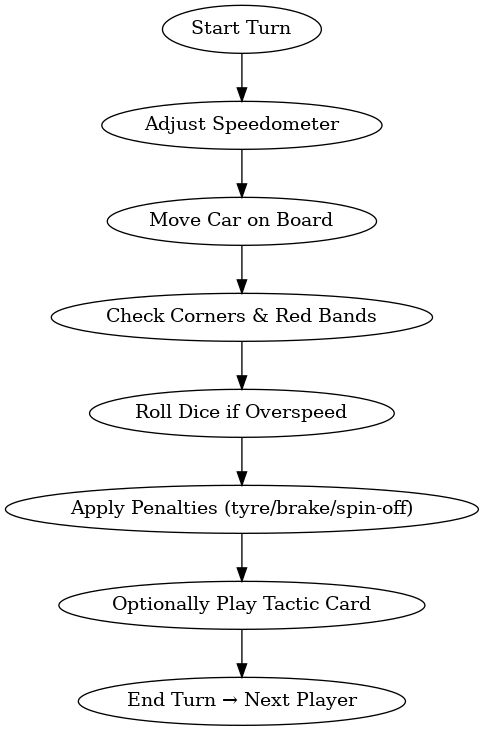 Start Turn
Adjust Speedometer
Move Car on Board
Check Corners & Red Bands
Roll Dice if Overspeed
Apply Penalties (tyre/brake/spin-off)
Optionally Play Tactic Card
End Turn → Next Player